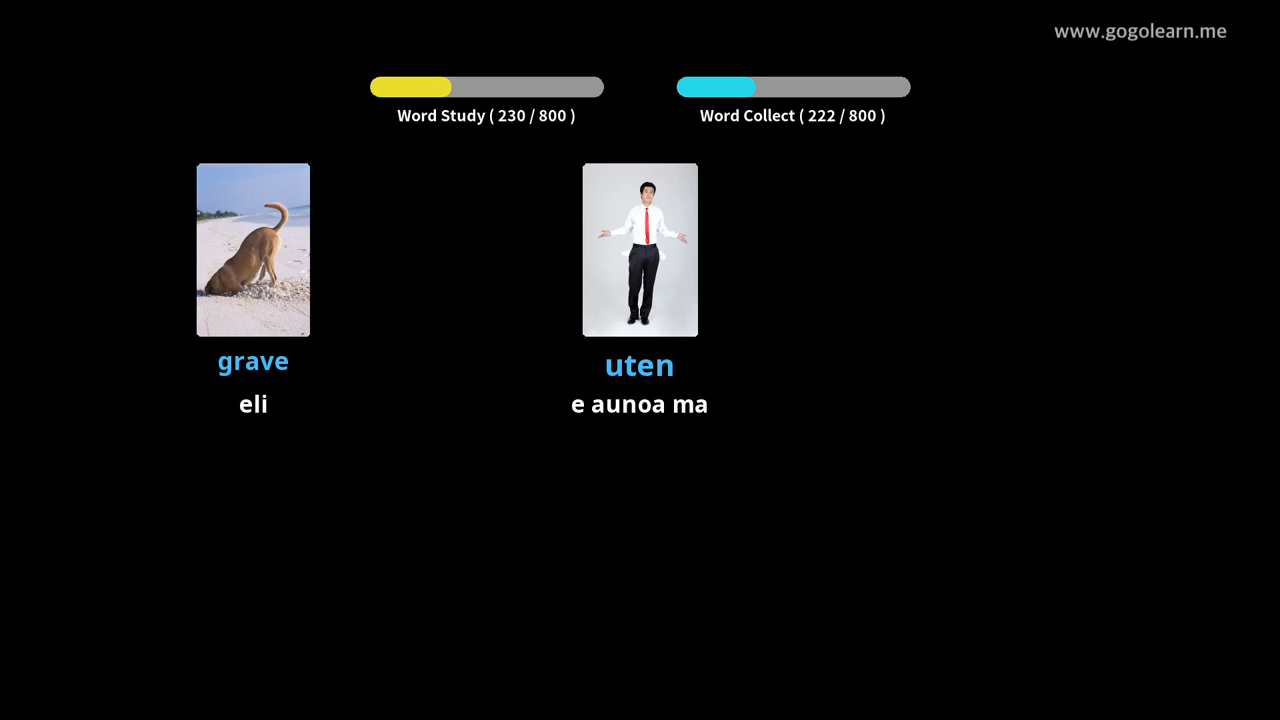 www.gogolearn.me
Word Study ( 230 / 800 )
Word Collect ( 222 / 800 )
grave
uten
eli
e aunoa ma